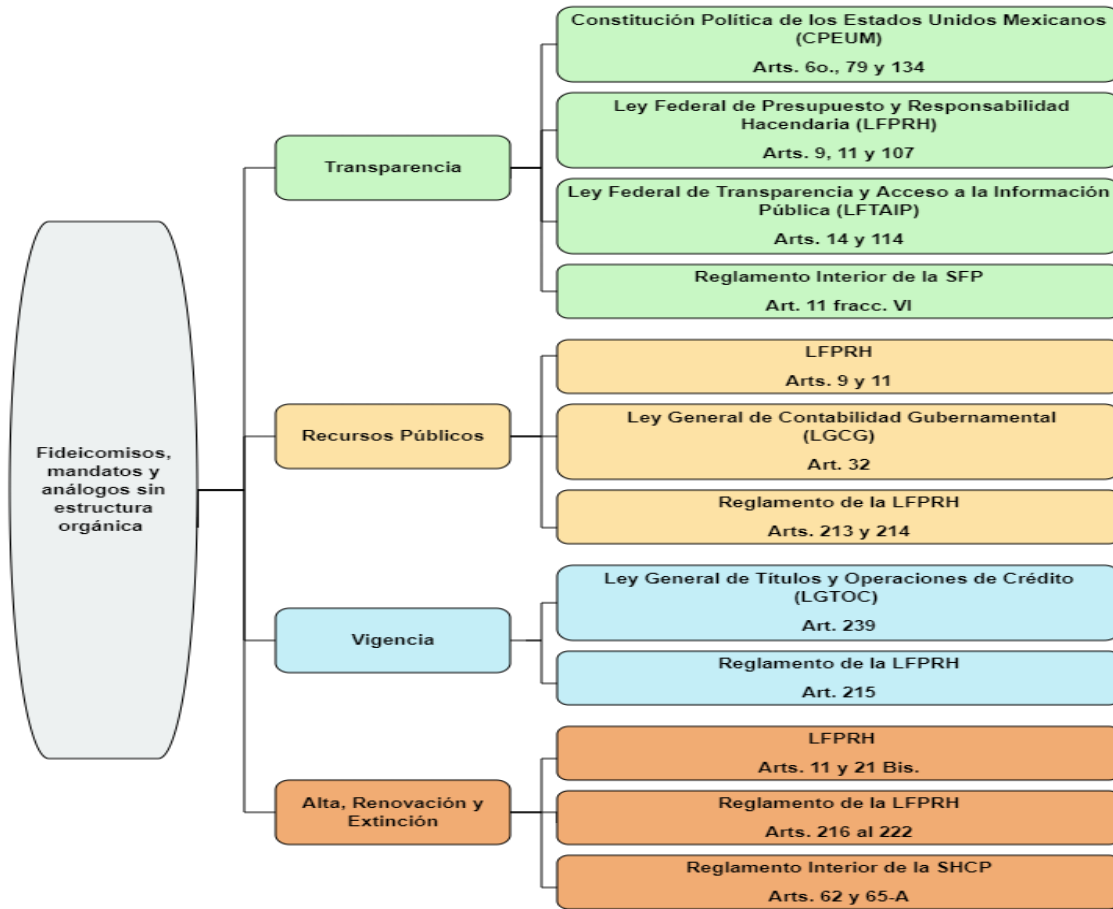 Fideicomisos,
mandatos y
análogos sin
estructura
orgánica
Transparencia
Constitución Política de los Estados Unidos Mexicanos
(CPEUM)
Arts. 6o., 79 y 134
Ley Federal de Presupuesto y Responsabilidad
Hacendaria (LFPRH)
Arts. 9, 11 y 107
Ley Federal de Transparencia y Acceso a la Información
Pública (LFTAIP)
Arts. 14 y 114
Reglamento Interior de la SFP
Art. 11 fracc. VI
Recursos Públicos
LFPRH
Arts. 9 y 11
Ley General de Contabilidad Gubernamental
(LGCG)
Art. 32
Reglamento de la LFPRH
Arts. 213 y 214
Vigencia
Ley General de Títulos y Operaciones de Crédito
(LGTOC)
Art. 239
Reglamento de la LFPRH
Art. 215
Alta, Renovación y
Extinción
LFPRH
Arts. 11 y 21 Bis.
Reglamento de la LFPRH
Arts. 216 al 222
Reglamento Interior de la SHCP
Arts. 62 y 65-A